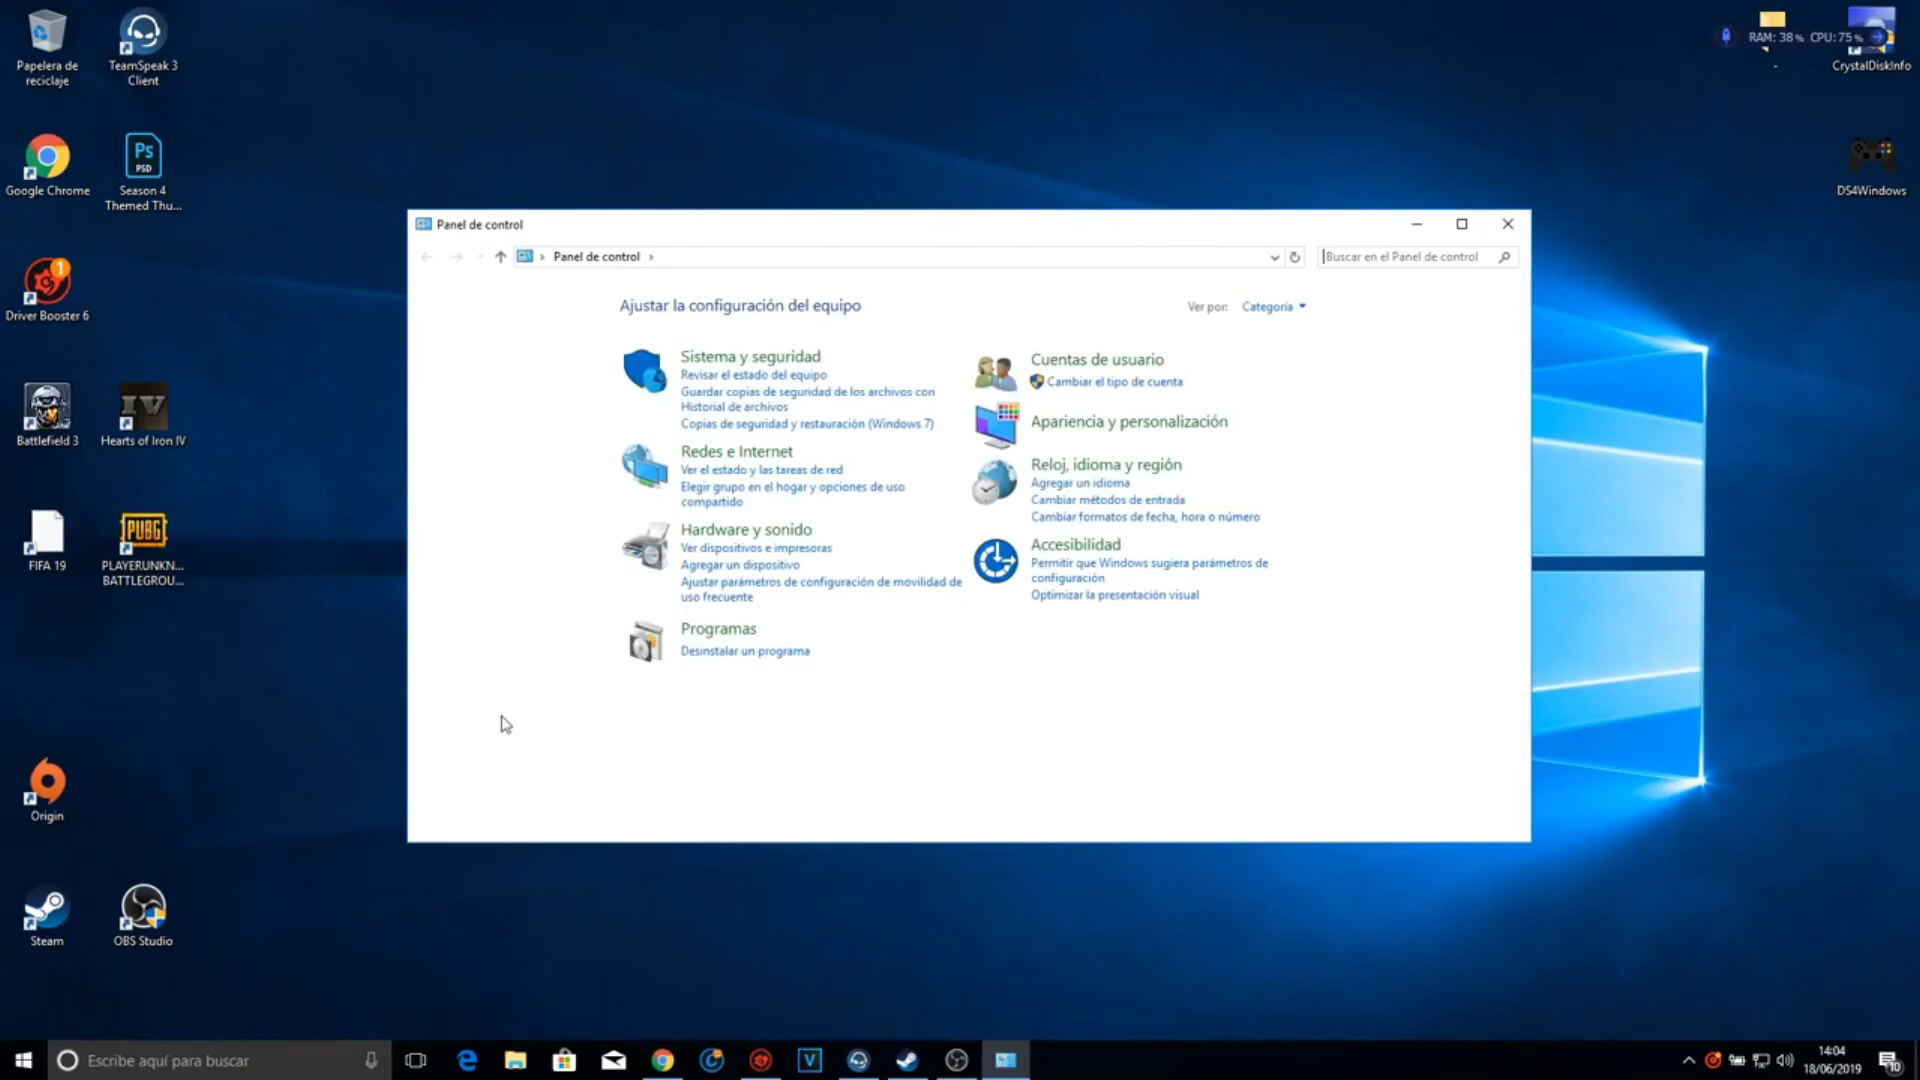 Papelera de
reciclaje
TeamSpeak 3
Client
Google Chrome
Ps
PSD
Season 4
Themed Thu...
1
Driver Booster 6
Battlefield 3
IV
Hearts of Iron IV
FIFA 19
PUBG
PLAYERUNKN...
BATTLEGROU...
Origin
Steam
OBS Studio
RAM: 38% CPU: 75%
-
CrystalDiskInfo
DS4Windows
Panel de control
Panel de control
Buscar en el Panel de control
Ajustar la configuración del equipo
Ver por: Categoría
Sistema y seguridad
Revisar el estado del equipo
Guardar copias de seguridad de los archivos con
Historial de archivos
Copias de seguridad y restauración (Windows 7)
Redes e Internet
Ver el estado y las tareas de red
Elegir grupo en el hogar y opciones de uso
compartido
Hardware y sonido
Ver dispositivos e impresoras
Agregar un dispositivo
Ajustar parámetros de configuración de movilidad de
uso frecuente
Programas
Desinstalar un programa
Cuentas de usuario
Cambiar el tipo de cuenta
Apariencia y personalización
Reloj, idioma y región
Agregar un idioma
Cambiar métodos de entrada
Cambiar formatos de fecha, hora o número
Accesibilidad
Permitir que Windows sugiera parámetros de
configuración
Optimizar la presentación visual
Escribe aquí para buscar
V
14:04
18/06/2019
10